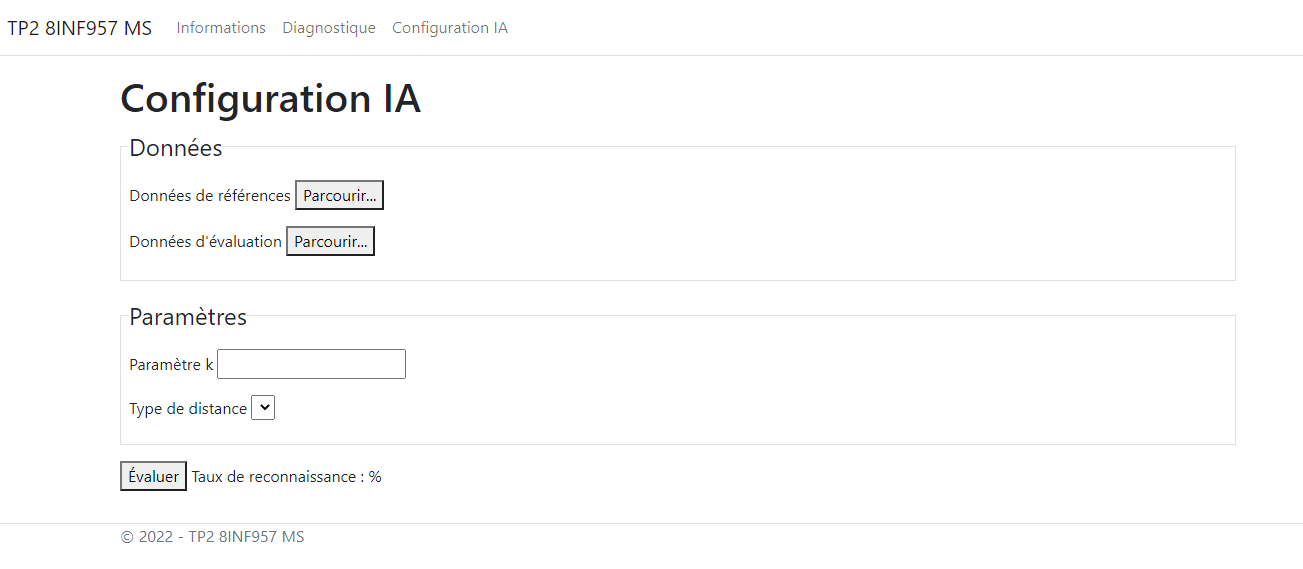 TP2 8INF957 MS Informations Diagnostique Configuration IA
Configuration IA
Données
Données de références Parcourir...
Données d'évaluation Parcourir...
Paramètres
Paramètre k
Type de distance
Évaluer Taux de reconnaissance : %
© 2022 - TP2 8INF957 MS